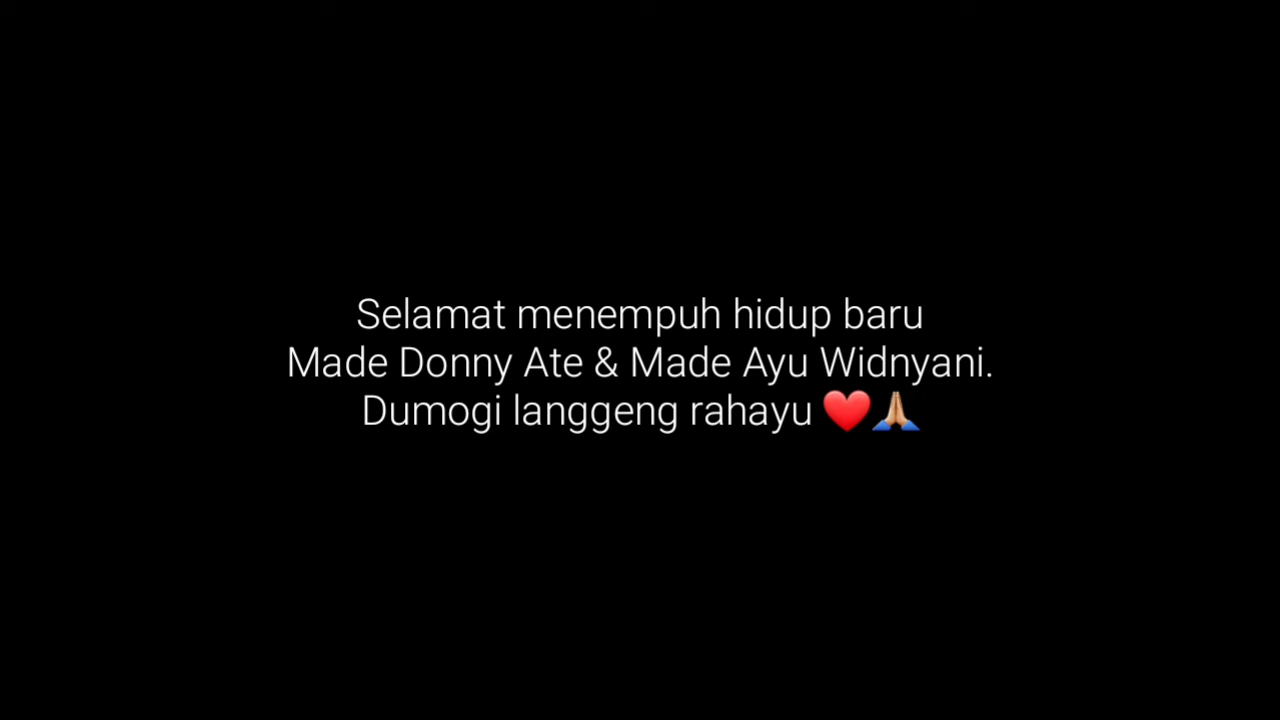 Selamat menempuh hidup baru
Made Donny Ate & Made Ayu Widnyani.
Dumogi langgeng rahayu ❤️🙏🏼